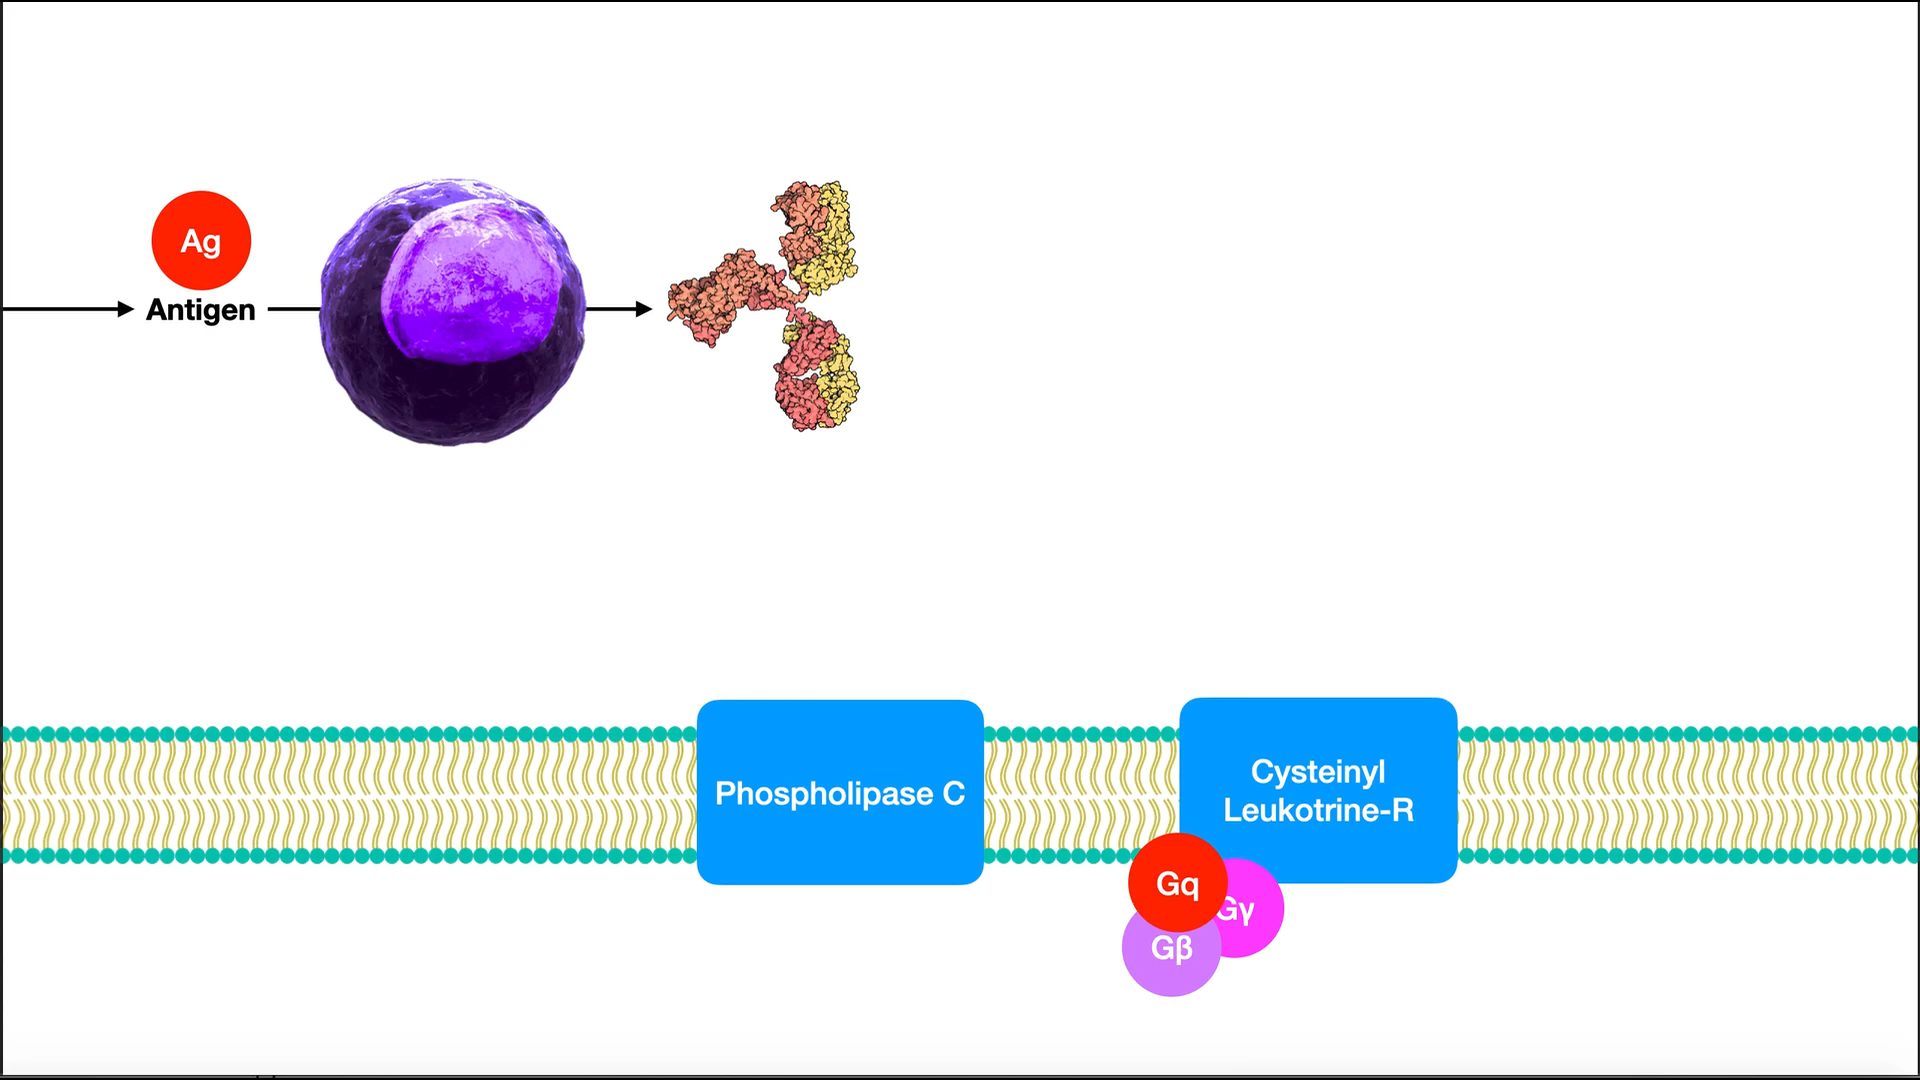 Ag
Antigen
Phospholipase C
Cysteinyl
Leukotrine-R
Gq
Gγ
Gβ